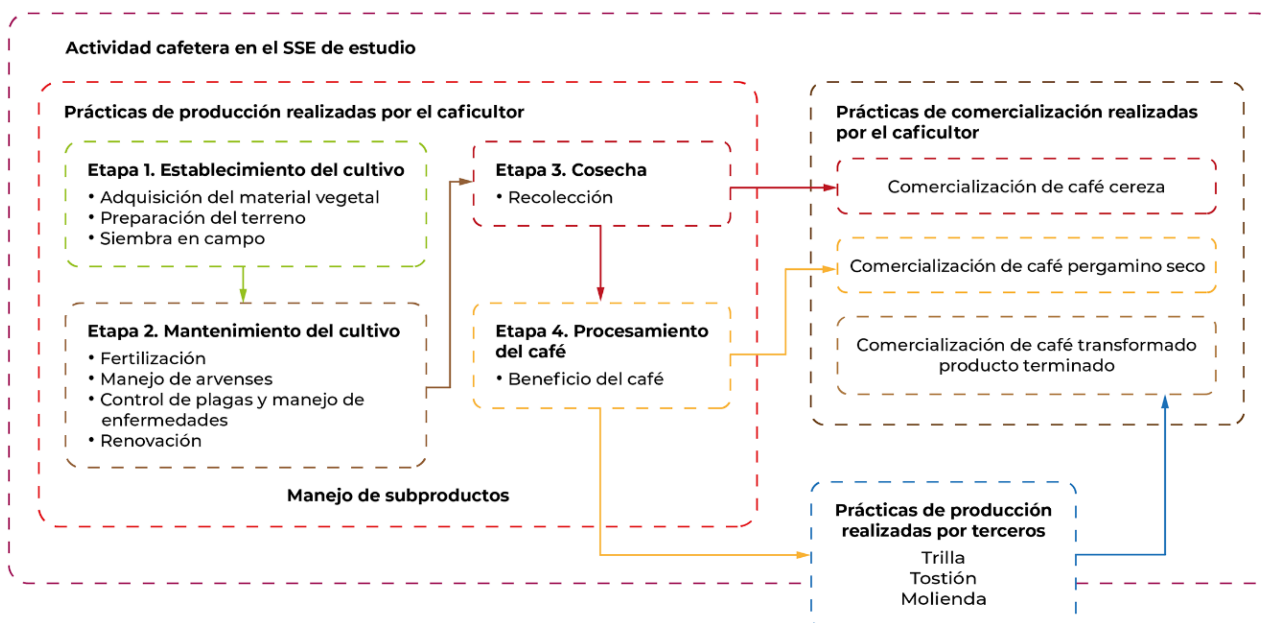 Actividad cafetera en el SSE de estudio
Prácticas de producción realizadas por el caficultor
Etapa 1. Establecimiento del cultivo
• Adquisición del material vegetal
• Preparación del terreno
• Siembra en campo
Etapa 2. Mantenimiento del cultivo
• Fertilización
• Manejo de arvenses
• Control de plagas y manejo de
enfermedades
• Renovación
Etapa 3. Cosecha
• Recolección
Etapa 4. Procesamiento
del café
• Beneficio del café
Manejo de subproductos
Prácticas de comercialización realizadas
por el caficultor
Comercialización de café cereza
Comercialización de café pergamino seco
Comercialización de café transformado
producto terminado
Prácticas de producción
realizadas por terceros
Trilla
Tostión
Molienda